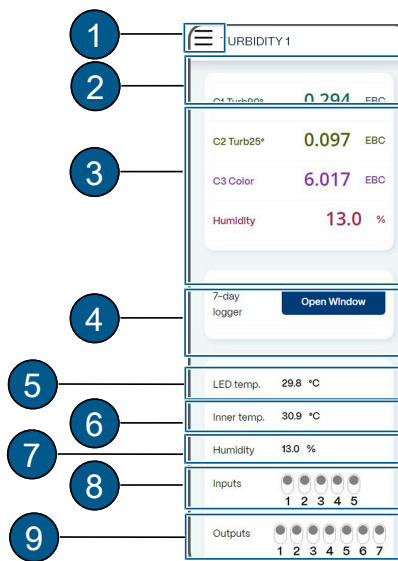 1
TURBIDITY 1
2
C1 Turb90° 0.294 EBC
3
C2 Turb25° 0.097 EBC
C3 Color 6.017 EBC
Humidity 13.0 %
4
7-day
logger
Open Window
5
LED temp. 29.8 °C
6
Inner temp. 30.9 °C
7
Humidity 13.0 %
8
Inputs
1 2 3 4 5
9
Outputs
1 2 3 4 5 6 7